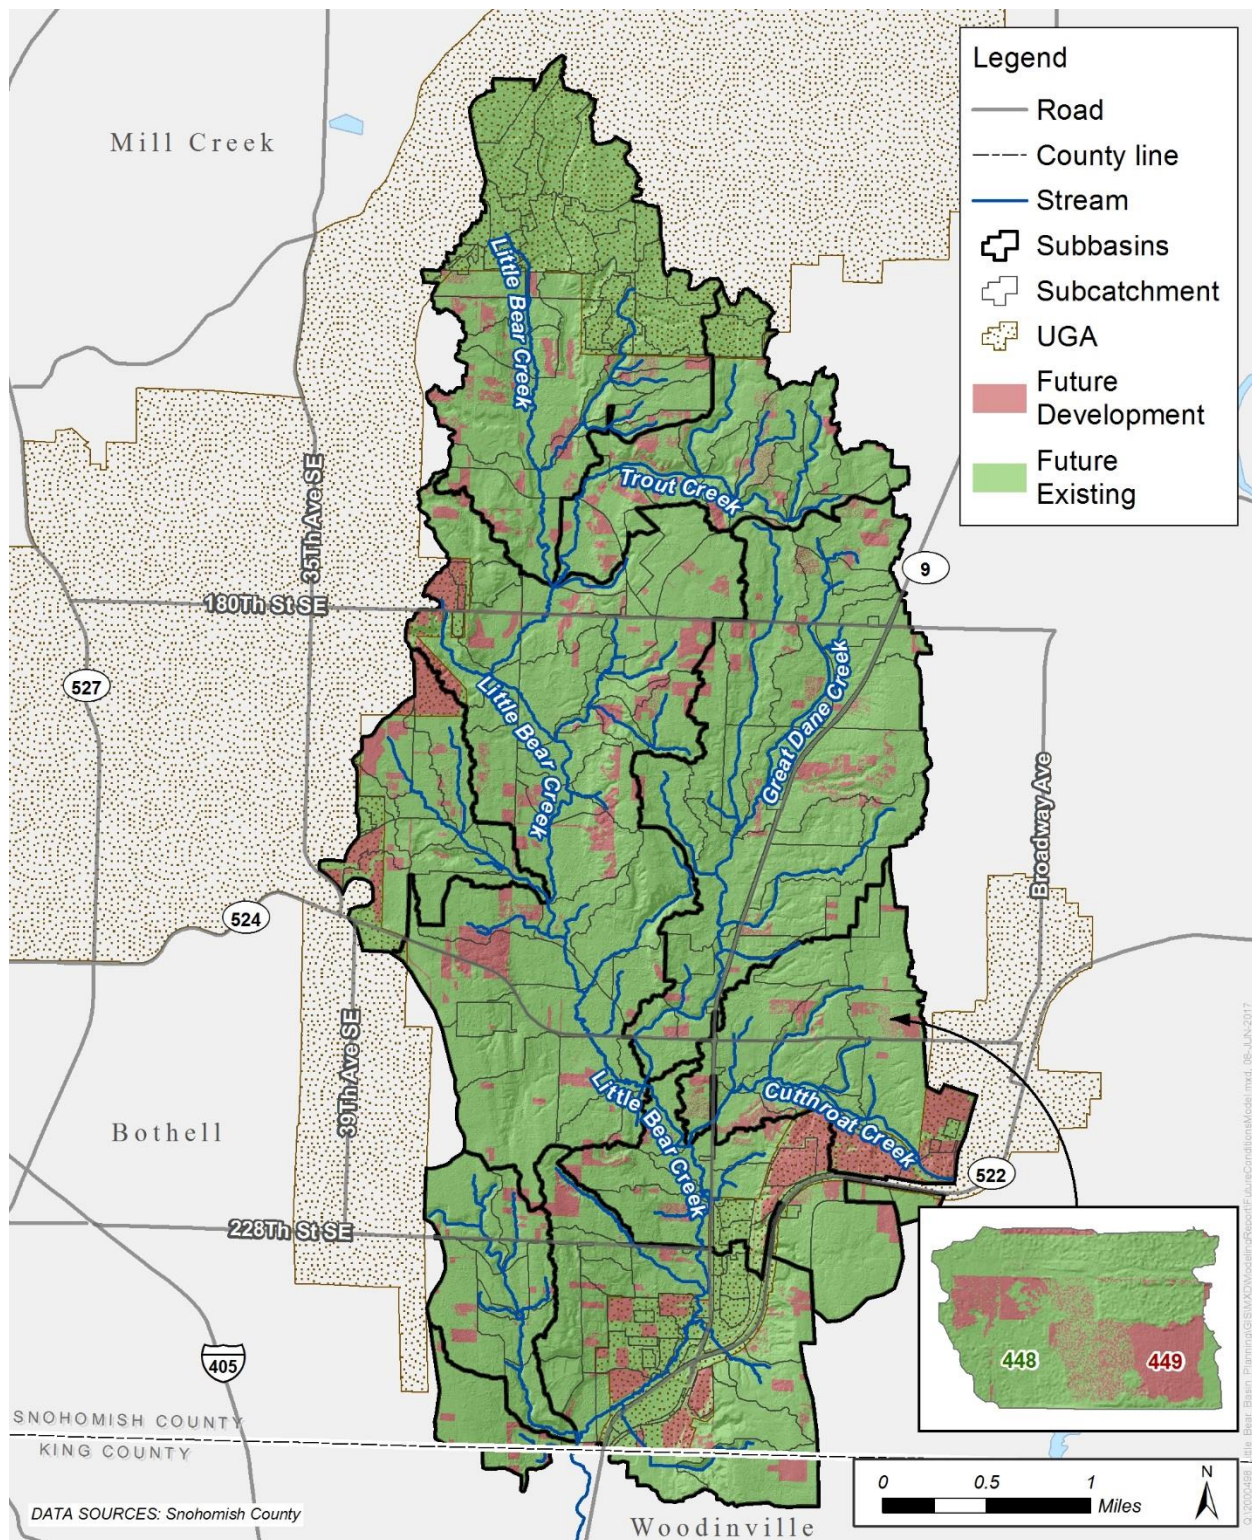 Legend
Road
County line
Stream
Subbasins
Subcatchment
UGA
Future
Development
Future
Existing
Mill Creek
Little Bear Creek
Trout Creek
35Th Ave SE
9
180Th St SE
527
Little Bear Creek
Great Dane Creek
Broadway Ave
524
39Th Ave SE
Little Bear Creek
Cutthroat Creek
Bothell
522
228Th St SE
448
449
405
SNOHOMISH COUNTY
KING COUNTY
0 0.5 1
Miles
N
DATA SOURCES: Snohomish County
Woodinville